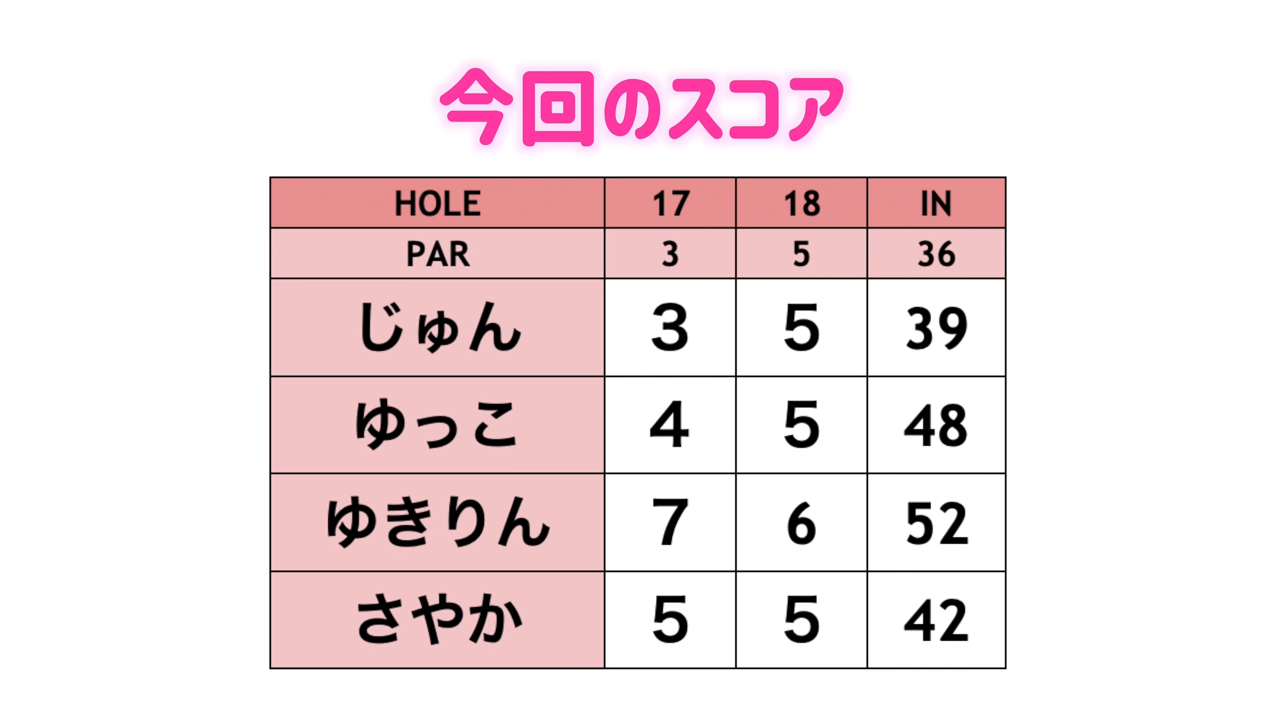 今回のスコア
HOLE 17 18 IN
PAR 3 5 36
じゅん 3 5 39
ゆっこ 4 5 48
ゆきりん 7 6 52
さやか 5 5 42